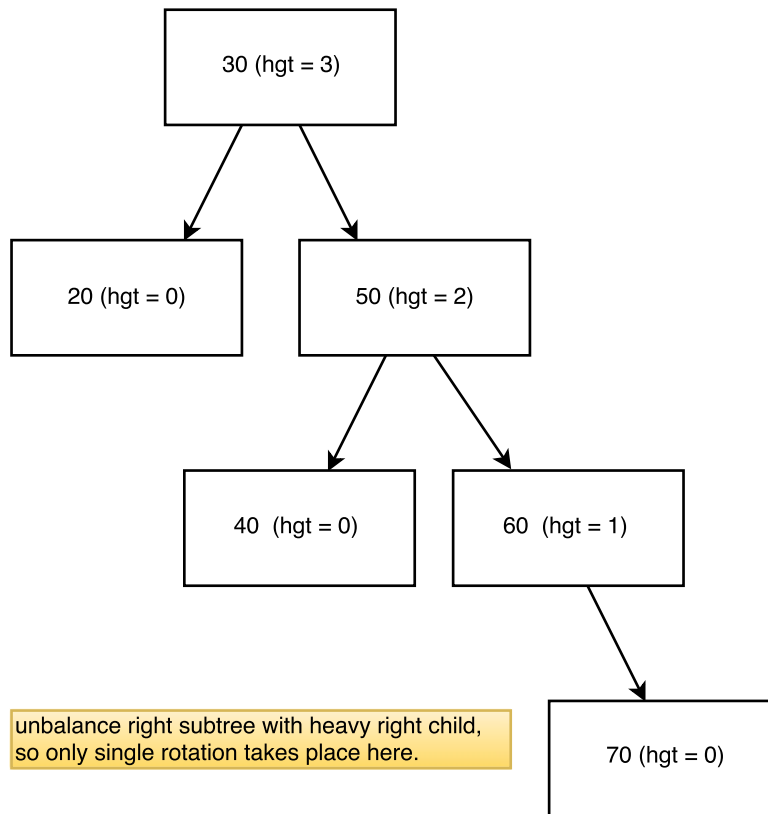 30 (hgt = 3)
20 (hgt = 0)
50 (hgt = 2)
40  (hgt = 0)
60  (hgt = 1)
unbalance right subtree with heavy right child,
so only single rotation takes place here.
70 (hgt = 0)